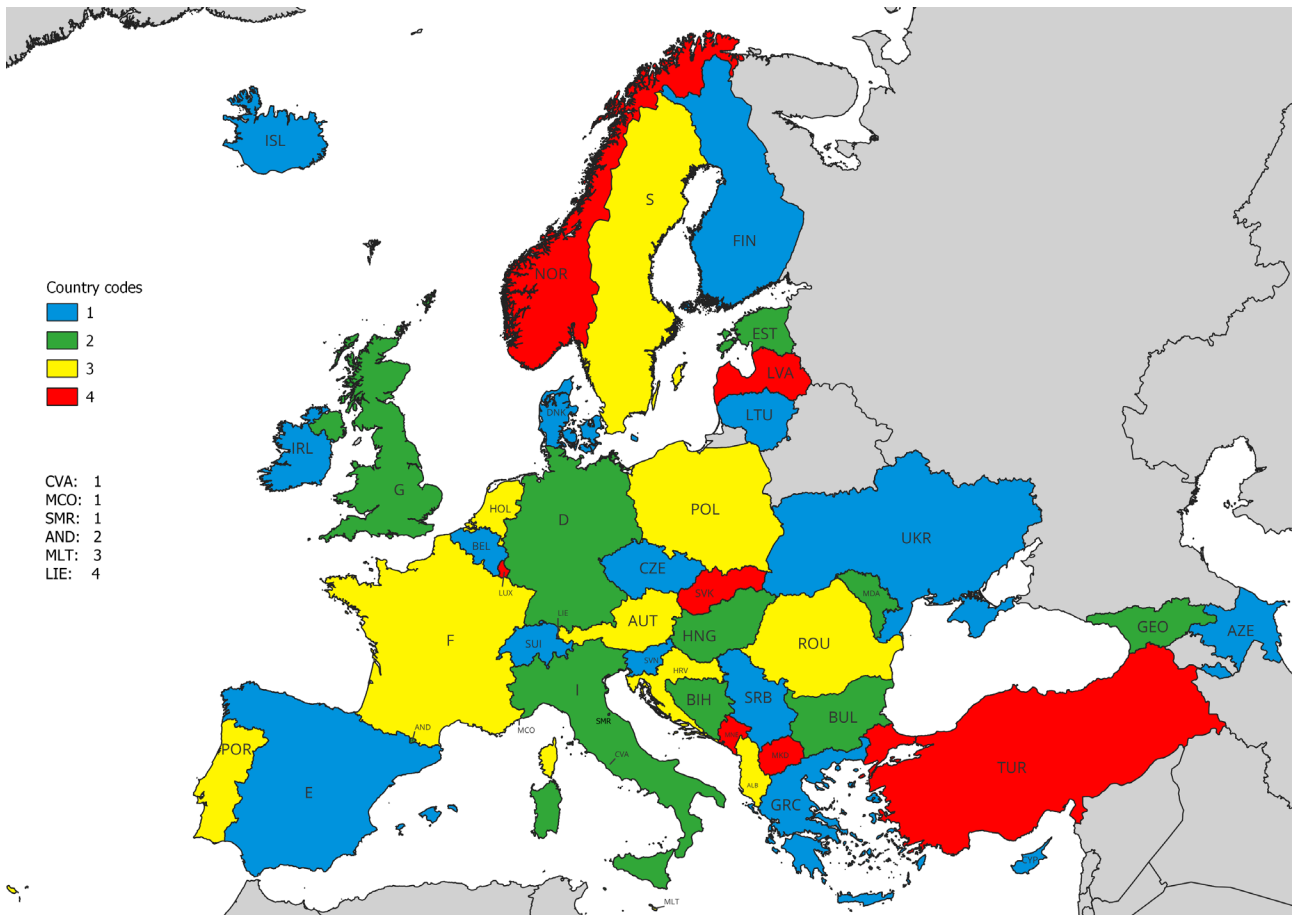 ISL
S
FIN
NOR
Country codes
1
2
3
4
EST
LVA
LTU
DNK
IRL
G
CVA: 1
MCO: 1
SMR: 1
AND: 2
MLT: 3
LIE: 4
HOL
D
POL
BEL
CZE
UKR
LUX
SVK
MDA
LIE
AUT
HNG
F
SUI
SVN
ROU
GEO
AZE
HRV
I
BIH
SRB
BUL
SMR
AND
MCO
MNE
POR
CVA
MKD
TUR
E
ALB
GRC
CYP
MLT